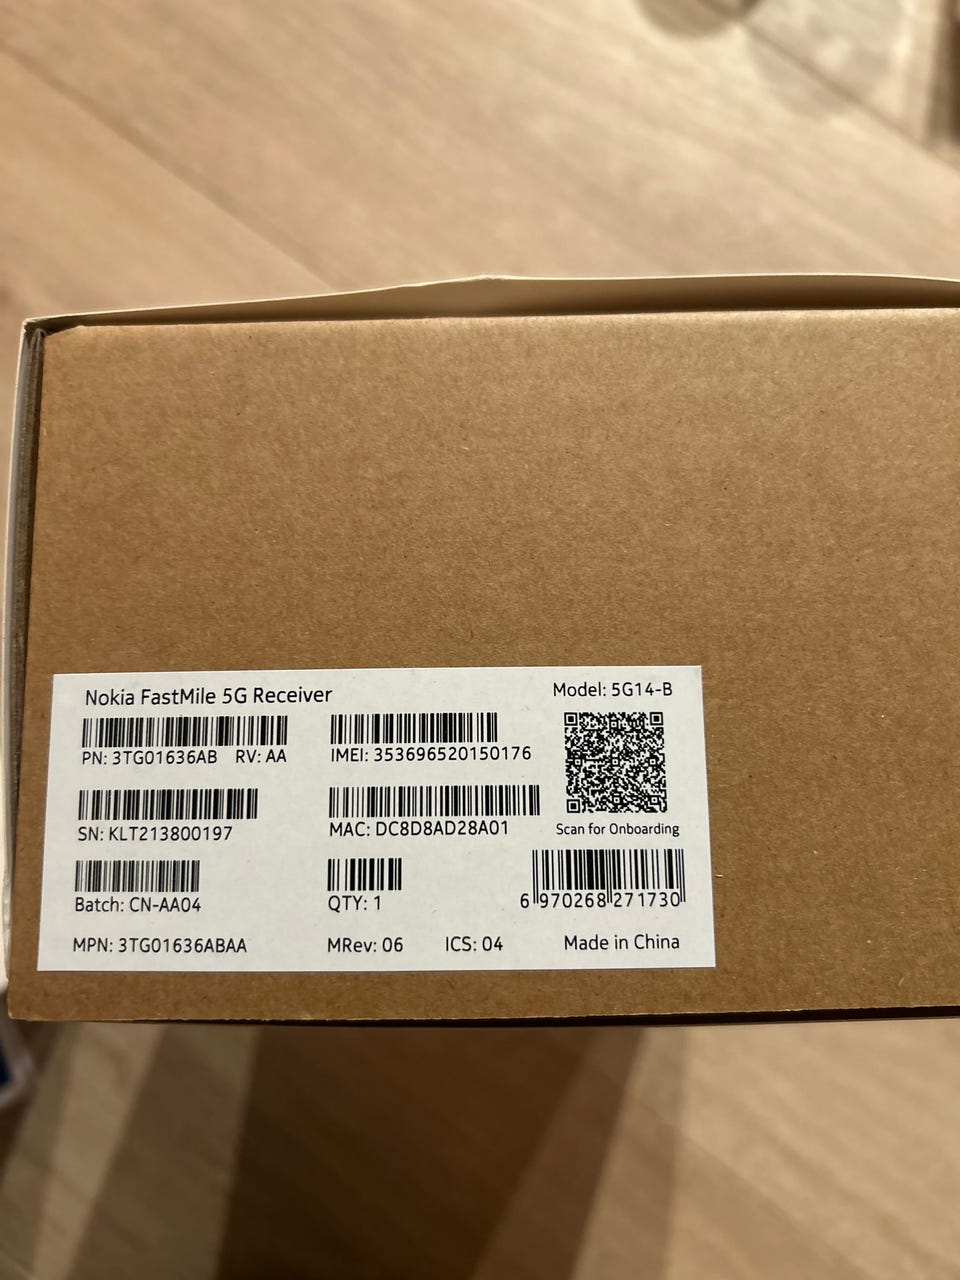 Nokia FastMile 5G Receiver
Model: 5G14-B
PN: 3TG01636AB RV: AA
IMEI: 353696520150176
SN: KLT213800197
MAC: DC8D8AD28A01
Scan for Onboarding
Batch: CN-AA04
QTY: 1
6 970268 271730
MPN: 3TG01636ABAA
MRev: 06
ICS: 04
Made in China